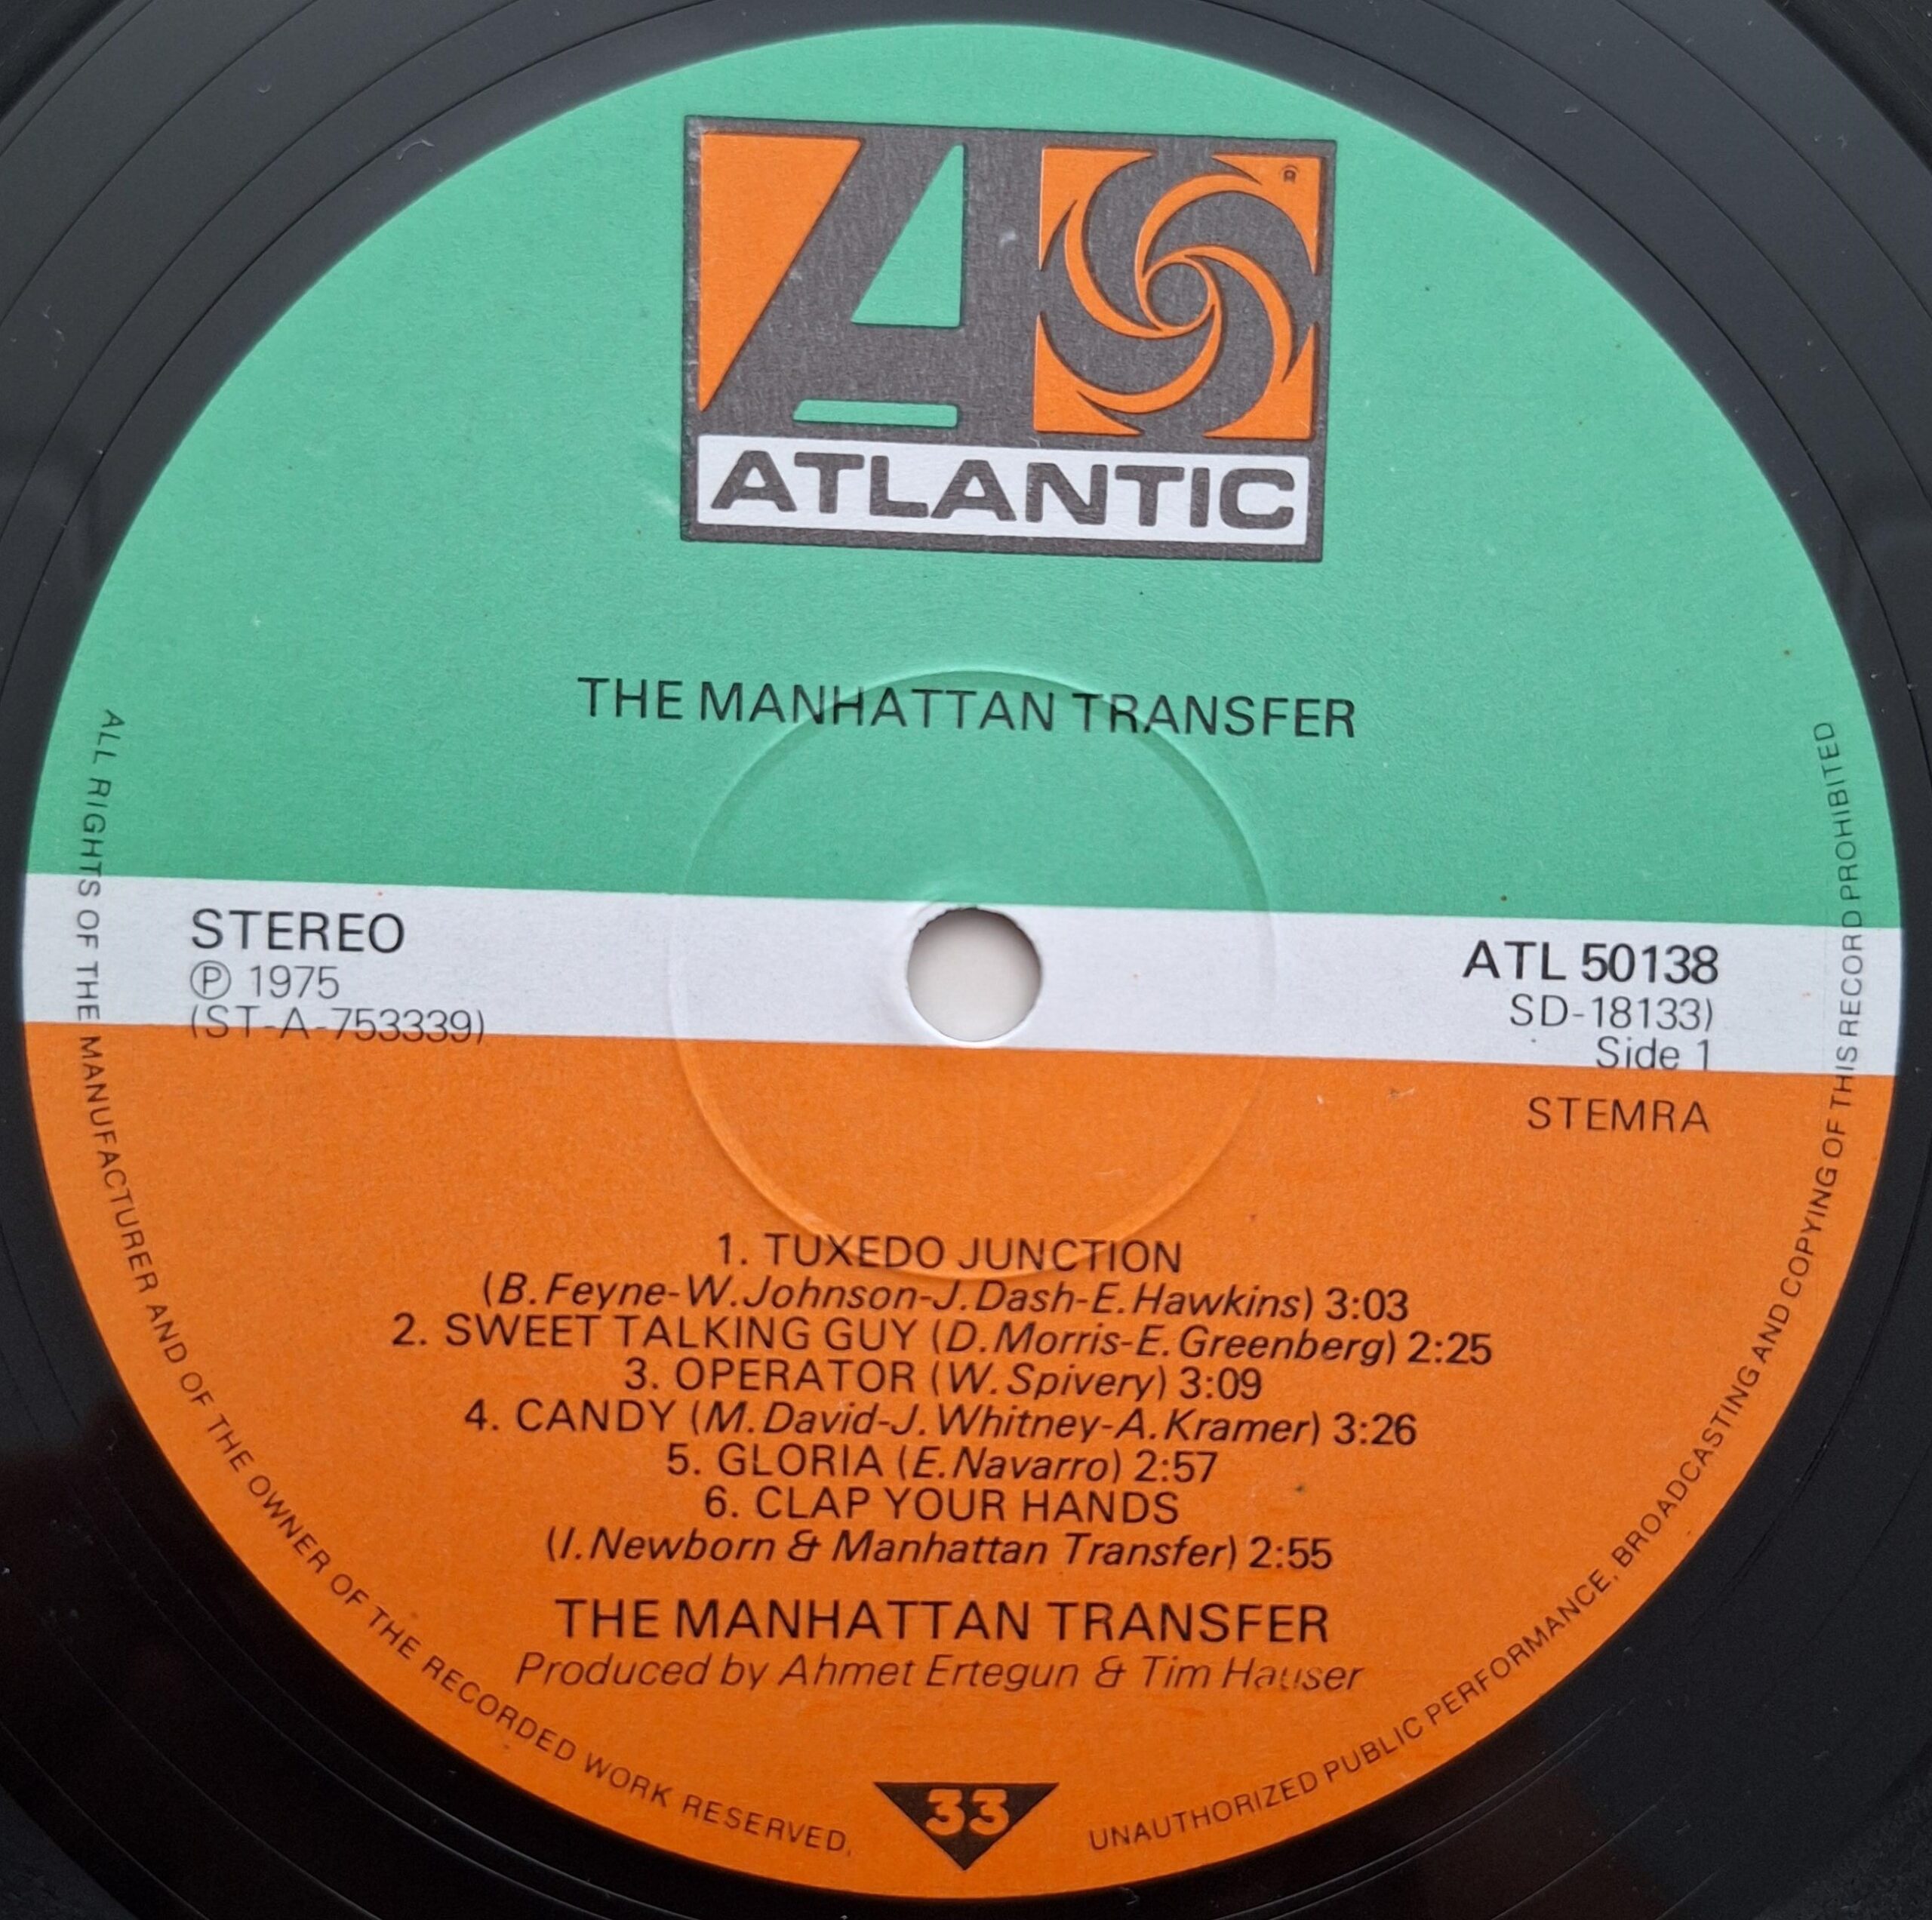 ATLANTIC
THE MANHATTAN TRANSFER
STEREO
℗ 1975
(ST-A-753339)
ATL 50138
SD-18133)
Side 1
STEMRA
1. TUXEDO JUNCTION
(B.Feyne-W.Johnson-J.Dash-E.Hawkins) 3:03
2. SWEET TALKING GUY (D.Morris-E.Greenberg) 2:25
3. OPERATOR (W.Spivery) 3:09
4. CANDY (M.David-J.Whitney-A.Kramer) 3:26
5. GLORIA (E.Navarro) 2:57
6. CLAP YOUR HANDS
(I.Newborn & Manhattan Transfer) 2:55
THE MANHATTAN TRANSFER
Produced by Ahmet Ertegun & Tim Hauser
33
ALL RIGHTS OF THE MANUFACTURER AND OF THE OWNER OF THE RECORDED WORK RESERVED,
UNAUTHORIZED PUBLIC PERFORMANCE, BROADCASTING AND COPYING OF THIS RECORD PROHIBITED